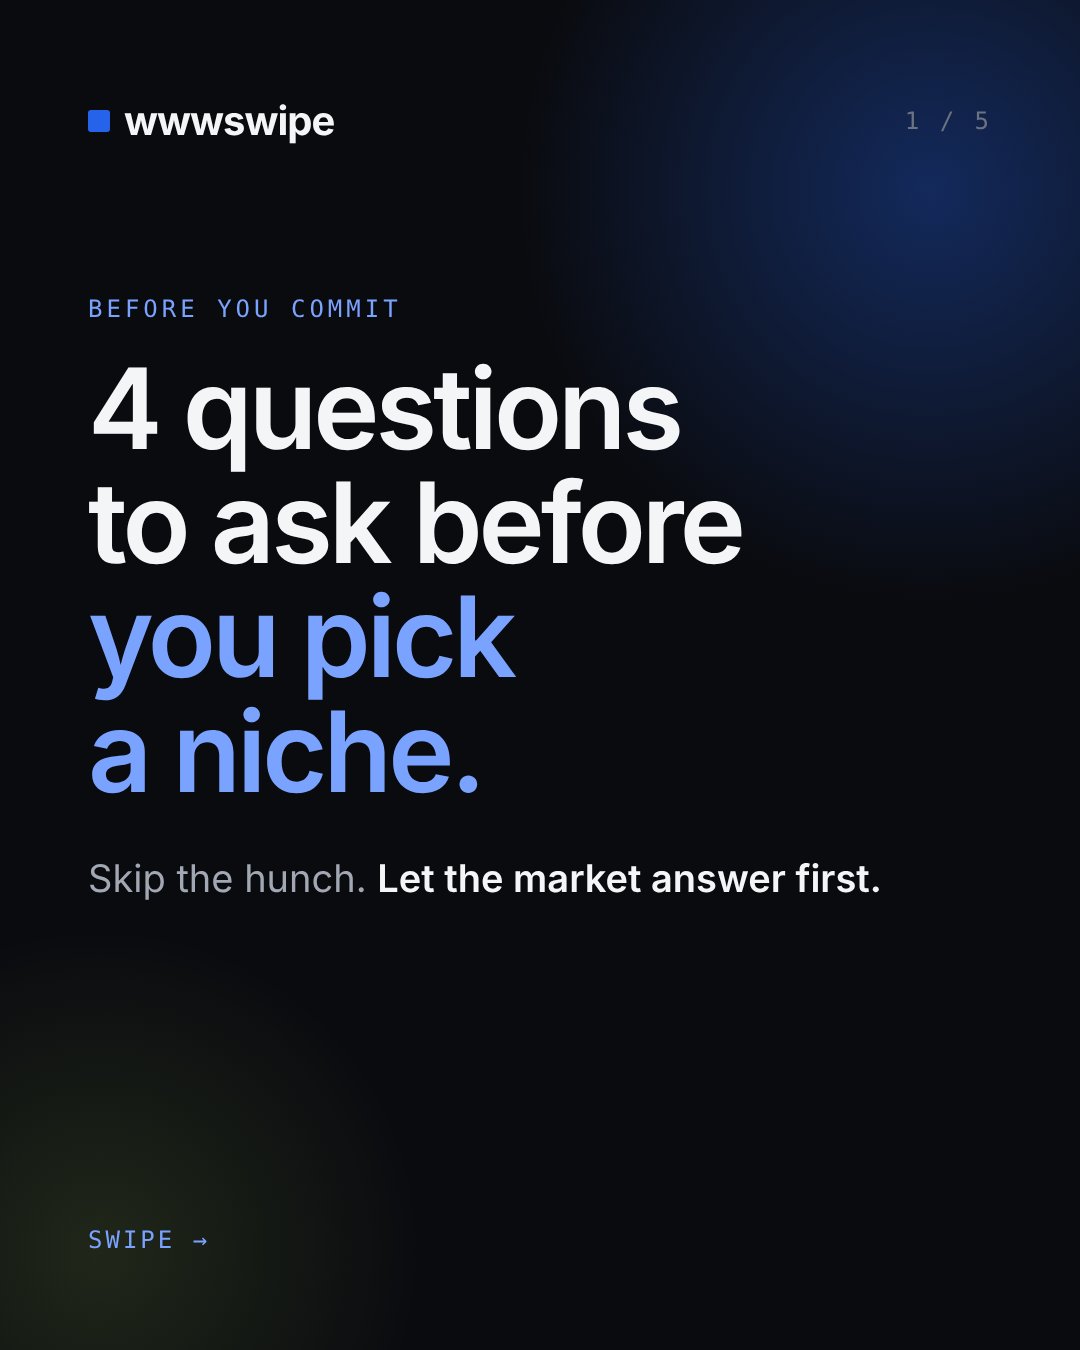 wwwswipe
1 / 5
BEFORE YOU COMMIT
4 questions
to ask before
you pick
a niche.
Skip the hunch. Let the market answer first.
SWIPE →